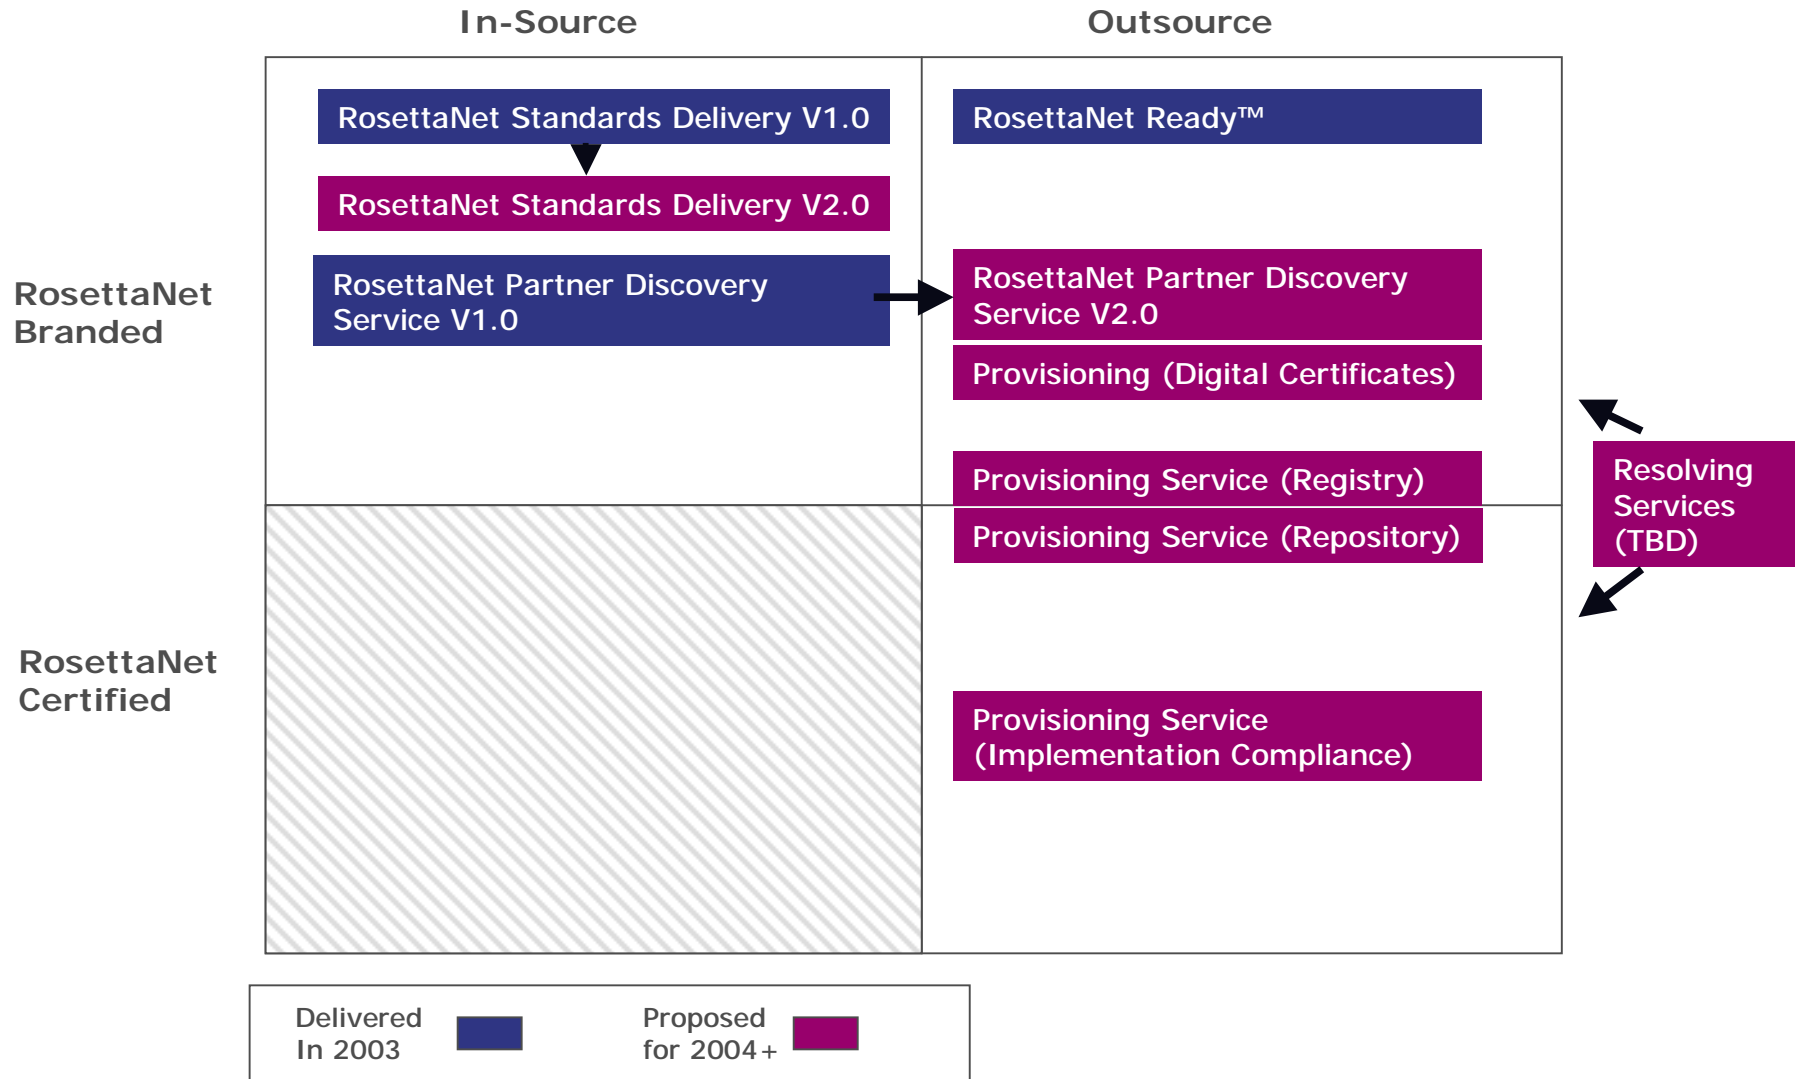 In-Source
Outsource
RosettaNet Standards Delivery V1.0
RosettaNet Ready™
RosettaNet Standards Delivery V2.0
RosettaNet
Branded
RosettaNet Partner Discovery
Service V1.0
RosettaNet Partner Discovery
Service V2.0
Provisioning (Digital Certificates)
Provisioning Service (Registry)
Provisioning Service (Repository)
Resolving
Services
(TBD)
RosettaNet
Certified
Provisioning Service
(Implementation Compliance)
Delivered
In 2003
Proposed
for 2004+